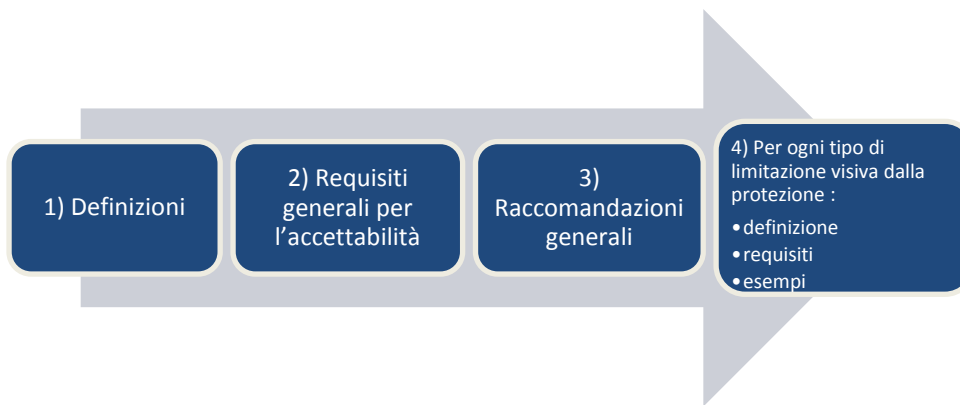 1) Definizioni
2) Requisiti
generali per
l’accettabilità
3)
Raccomandazioni
generali
4) Per ogni tipo di
limitazione visiva dalla
protezione :
•definizione
•requisiti
•esempi